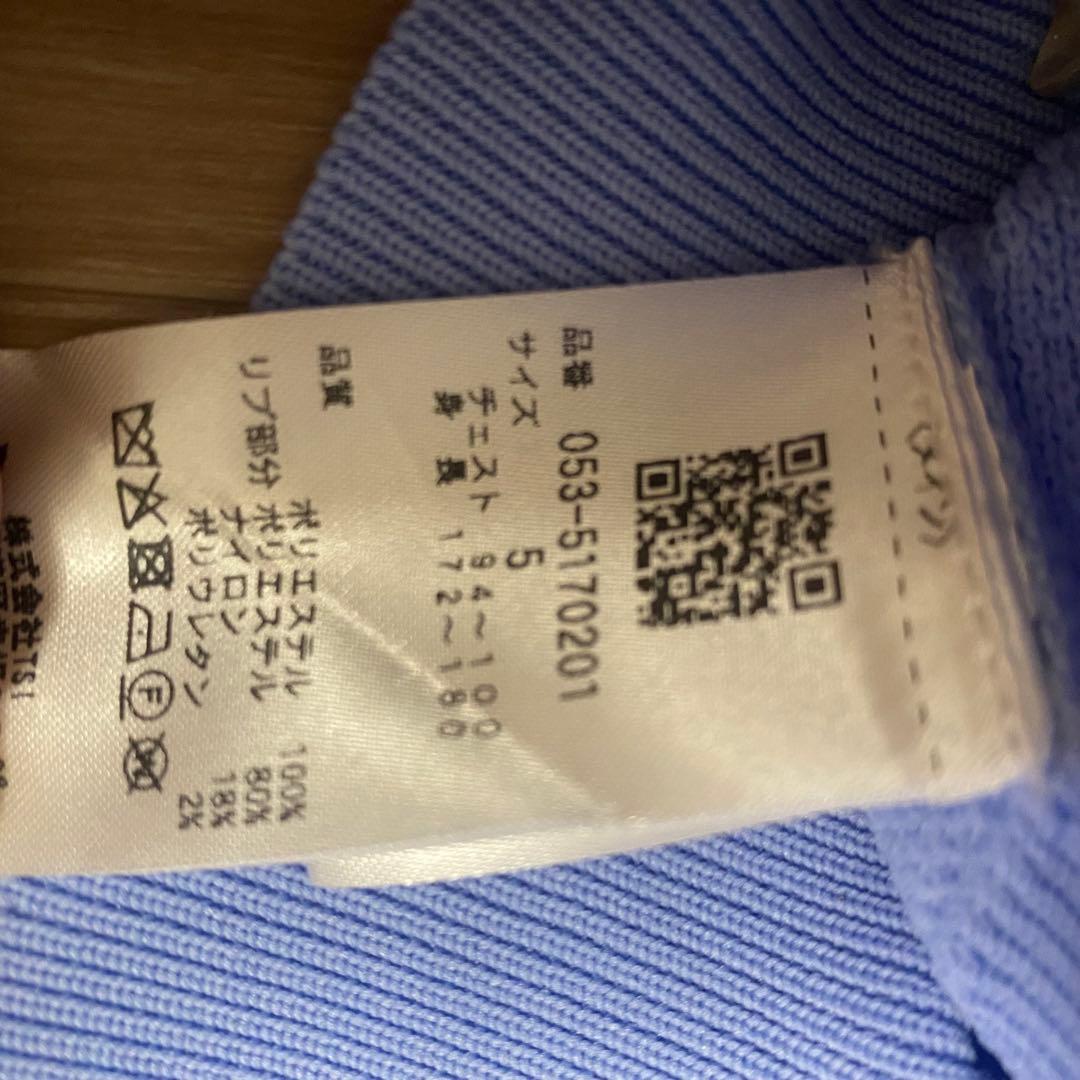 (メイン)
品番 053-5170201
サイズ 5
チェスト 94～100
身長 172～180
品質
ポリエステル 100%
リブ部分 ポリエステル 80%
ナイロン 18%
ポリウレタン 2%
F
株式会社TSI